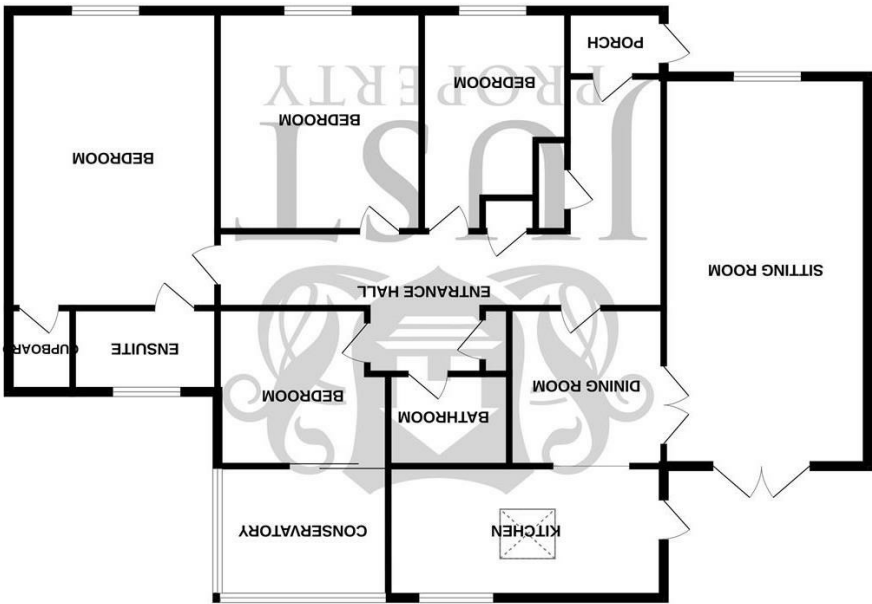 KITCHEN
CONSERVATORY
BATHROOM
BEDROOM
DINING ROOM
ENSUITE
CUPBOARD
ENTRANCE HALL
SITTING ROOM
JUST
PROPERTY
BEDROOM
BEDROOM
BEDROOM
PORCH